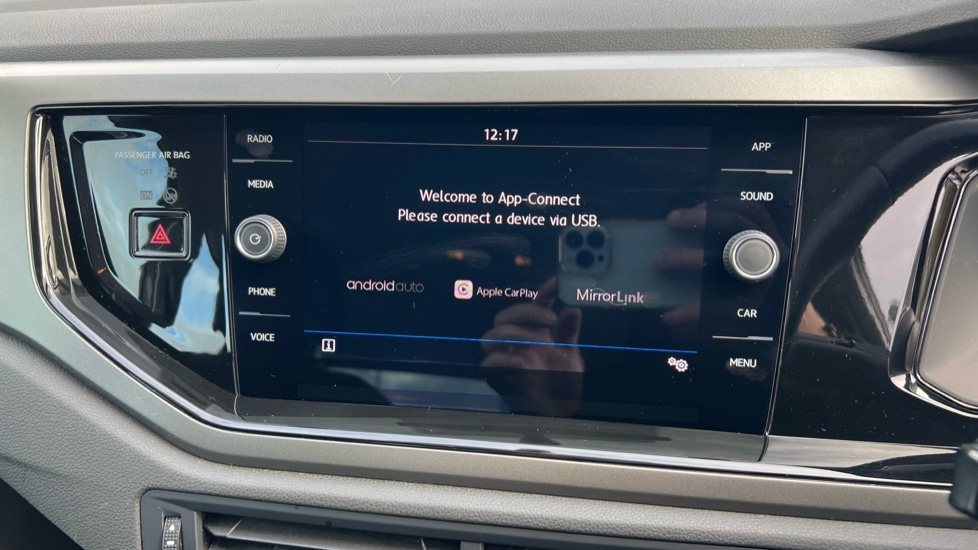 12:17
PASSENGER AIR BAG
OFF
ON
RADIO
MEDIA
PHONE
VOICE
Welcome to App-Connect
Please connect a device via USB.
androidauto
Apple CarPlay
MirrorLink
i
APP
SOUND
CAR
MENU